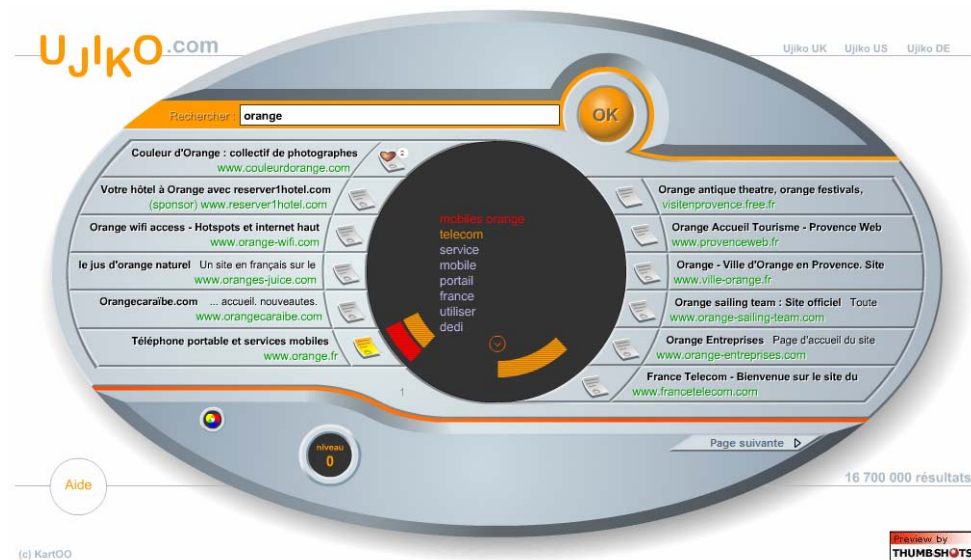 UJIKO.com
Ujiko UK Ujiko US Ujiko DE
Rechercher : orange
OK
Couleur d'Orange : collectif de photographes
www.couleurdorange.com
Votre hôtel à Orange avec reserver1hotel.com
(sponsor) www.reserver1hotel.com
Orange wifi access - Hotspots et internet haut
www.orange-wifi.com
le jus d'orange naturel Un site en français sur le
www.oranges-juice.com
Orangecaraïbe.com ... accueil. nouveautes.
www.orangecaraibe.com
Téléphone portable et services mobiles
www.orange.fr
mobiles orange
telecom
service
mobile
portail
france
utiliser
dedi
Orange antique theatre, orange festivals,
visitenprovence.free.fr
Orange Accueil Tourisme - Provence Web
www.provenceweb.fr
Orange - Ville d'Orange en Provence. Site
www.ville-orange.fr
Orange sailing team : Site officiel Toute
www.orange-sailing-team.com
Orange Entreprises Page d'accueil du site
www.orange-entreprises.com
France Telecom - Bienvenue sur le site du
www.francetelecom.com
1
niveau
0
Page suivante
Aide
16 700 000 résultats
(c) KartOO
Preview by
THUMBSHOTS